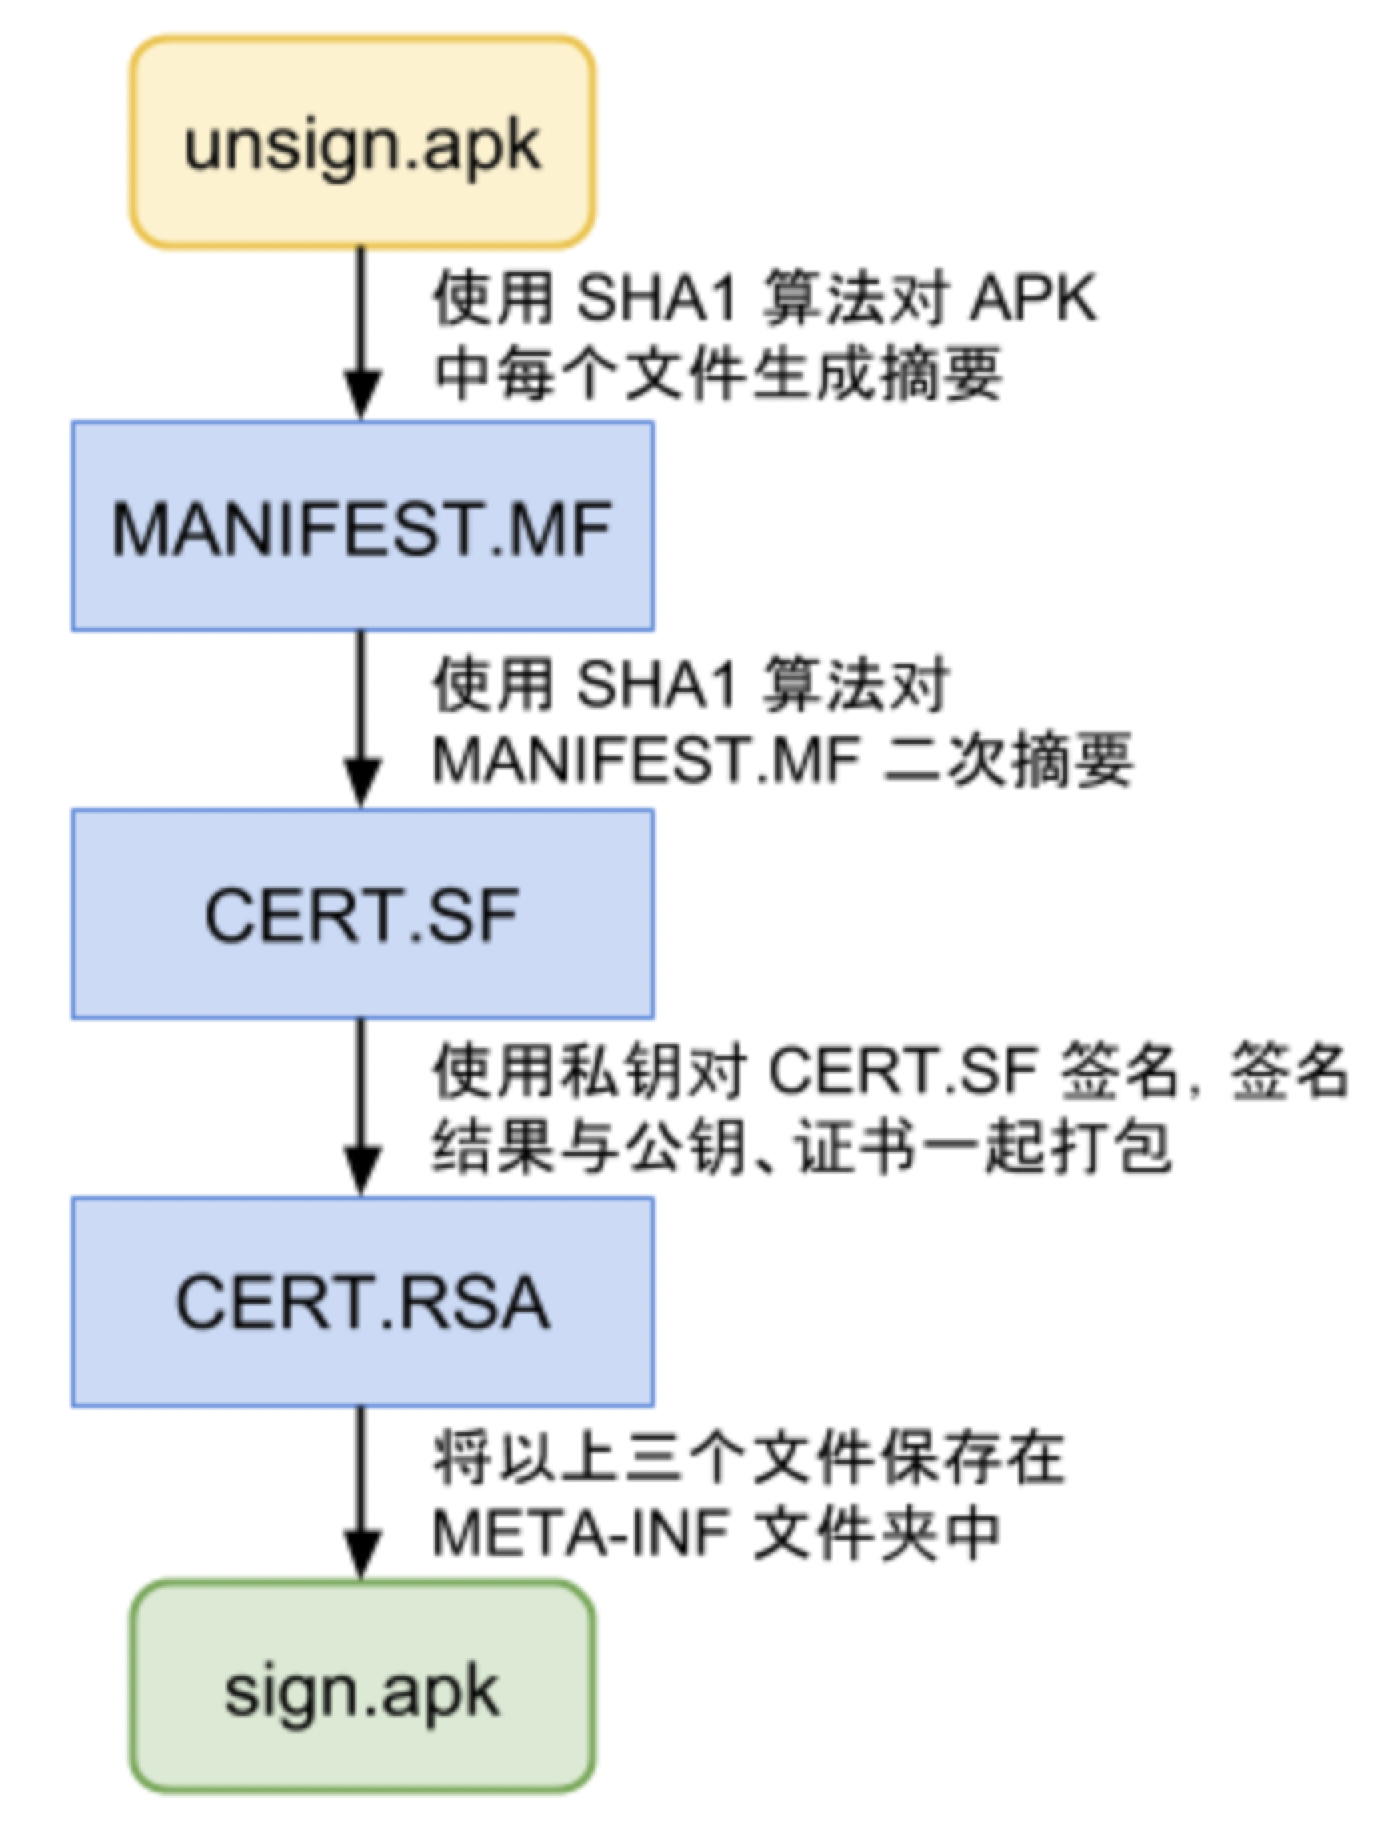 unsign.apk
使用 SHA1 算法对 APK
中每个文件生成摘要
MANIFEST.MF
使用 SHA1 算法对
MANIFEST.MF 二次摘要
CERT.SF
使用私钥对 CERT.SF 签名，签名
结果与公钥、证书一起打包
CERT.RSA
将以上三个文件保存在
META-INF 文件夹中
sign.apk